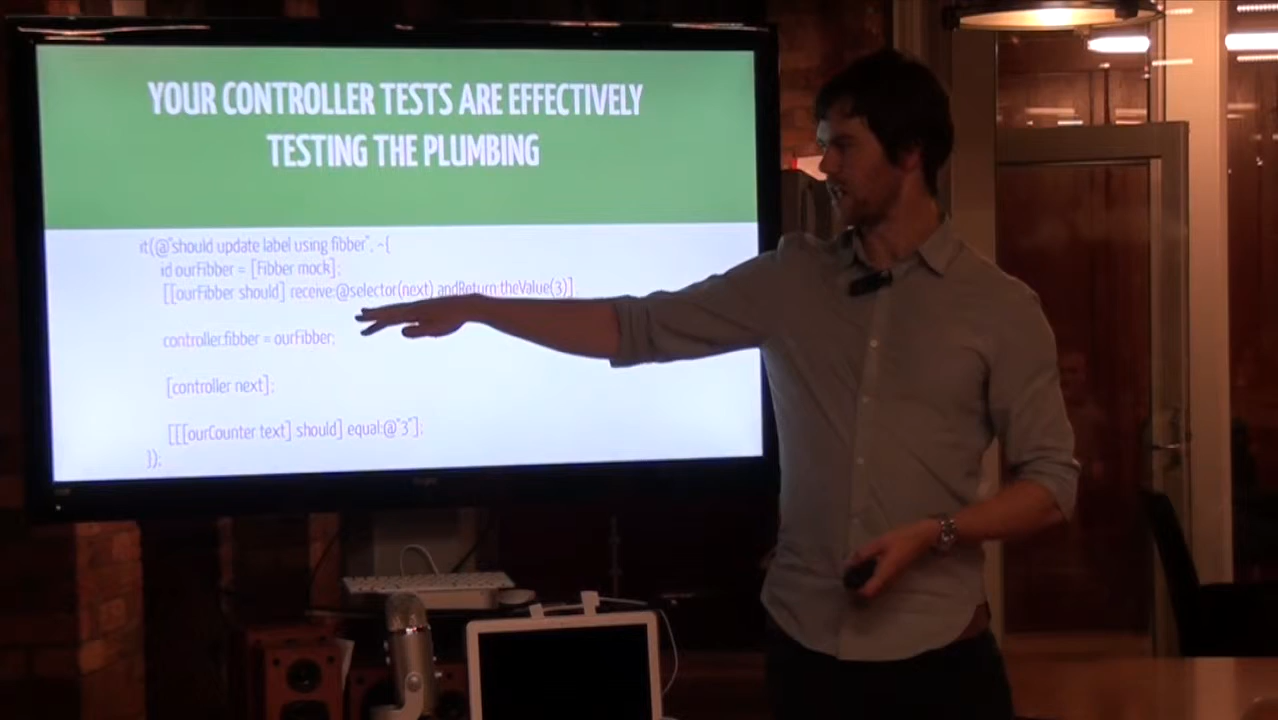 YOUR CONTROLLER TESTS ARE EFFECTIVELY
TESTING THE PLUMBING
it(@"should update label using fibber", ^{
id ourFibber = [Fibber mock];
[[ourFibber should] receive:@selector(next) andReturn:theValue(3)]
controller.fibber = ourFibber;
[controller next];
[[[ourCounter text] should] equal:@"3"];
});